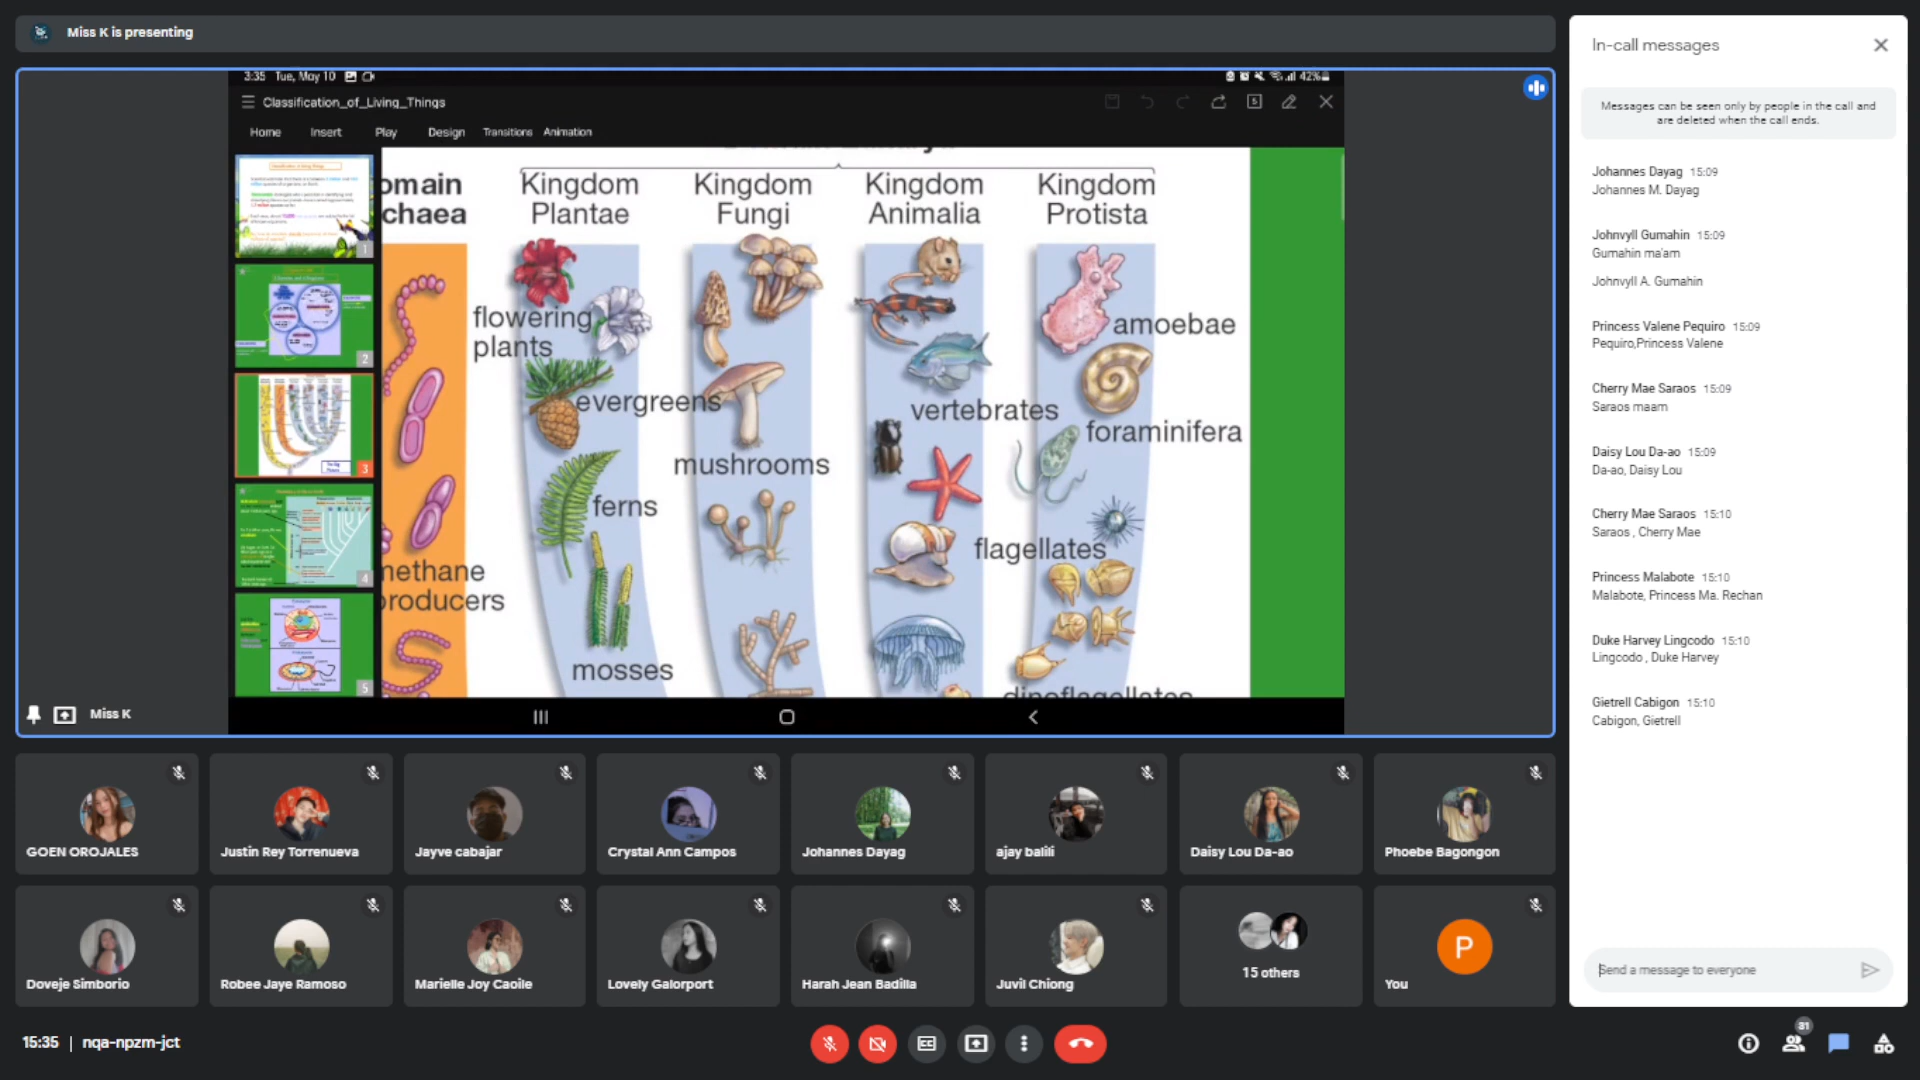 Miss K is presenting
3:35 Tue, May 10
42%
Classification_of_Living_Things
Home Insert Play Design Transitions Animation
1
2
3
4
5
omain
chaea
Kingdom
Plantae
Kingdom
Fungi
Kingdom
Animalia
Kingdom
Protista
flowering
plants
amoebae
evergreens
vertebrates
foraminifera
mushrooms
ferns
flagellates
methane
producers
mosses
dinoflagellates
Miss K
GOEN OROJALES
Justin Rey Torrenueva
Jayve cabajar
Crystal Ann Campos
Johannes Dayag
ajay balili
Daisy Lou Da-ao
Phoebe Bagongon
Doveje Simborio
Robee Jaye Ramoso
Marielle Joy Caoile
Lovely Galorport
Harah Jean Badilla
Juvil Chiong
15 others
P
You
15:35 | nqa-npzm-jct
31
In-call messages
Messages can be seen only by people in the call and
are deleted when the call ends.
Johannes Dayag 15:09
Johannes M. Dayag
Johnvyll Gumahin 15:09
Gumahin ma'am
Johnvyll A. Gumahin
Princess Valene Pequiro 15:09
Pequiro,Princess Valene
Cherry Mae Saraos 15:09
Saraos maam
Daisy Lou Da-ao 15:09
Da-ao, Daisy Lou
Cherry Mae Saraos 15:10
Saraos , Cherry Mae
Princess Malabote 15:10
Malabote, Princess Ma. Rechan
Duke Harvey Lingcodo 15:10
Lingcodo , Duke Harvey
Gietrell Cabigon 15:10
Cabigon, Gietrell
Send a message to everyone